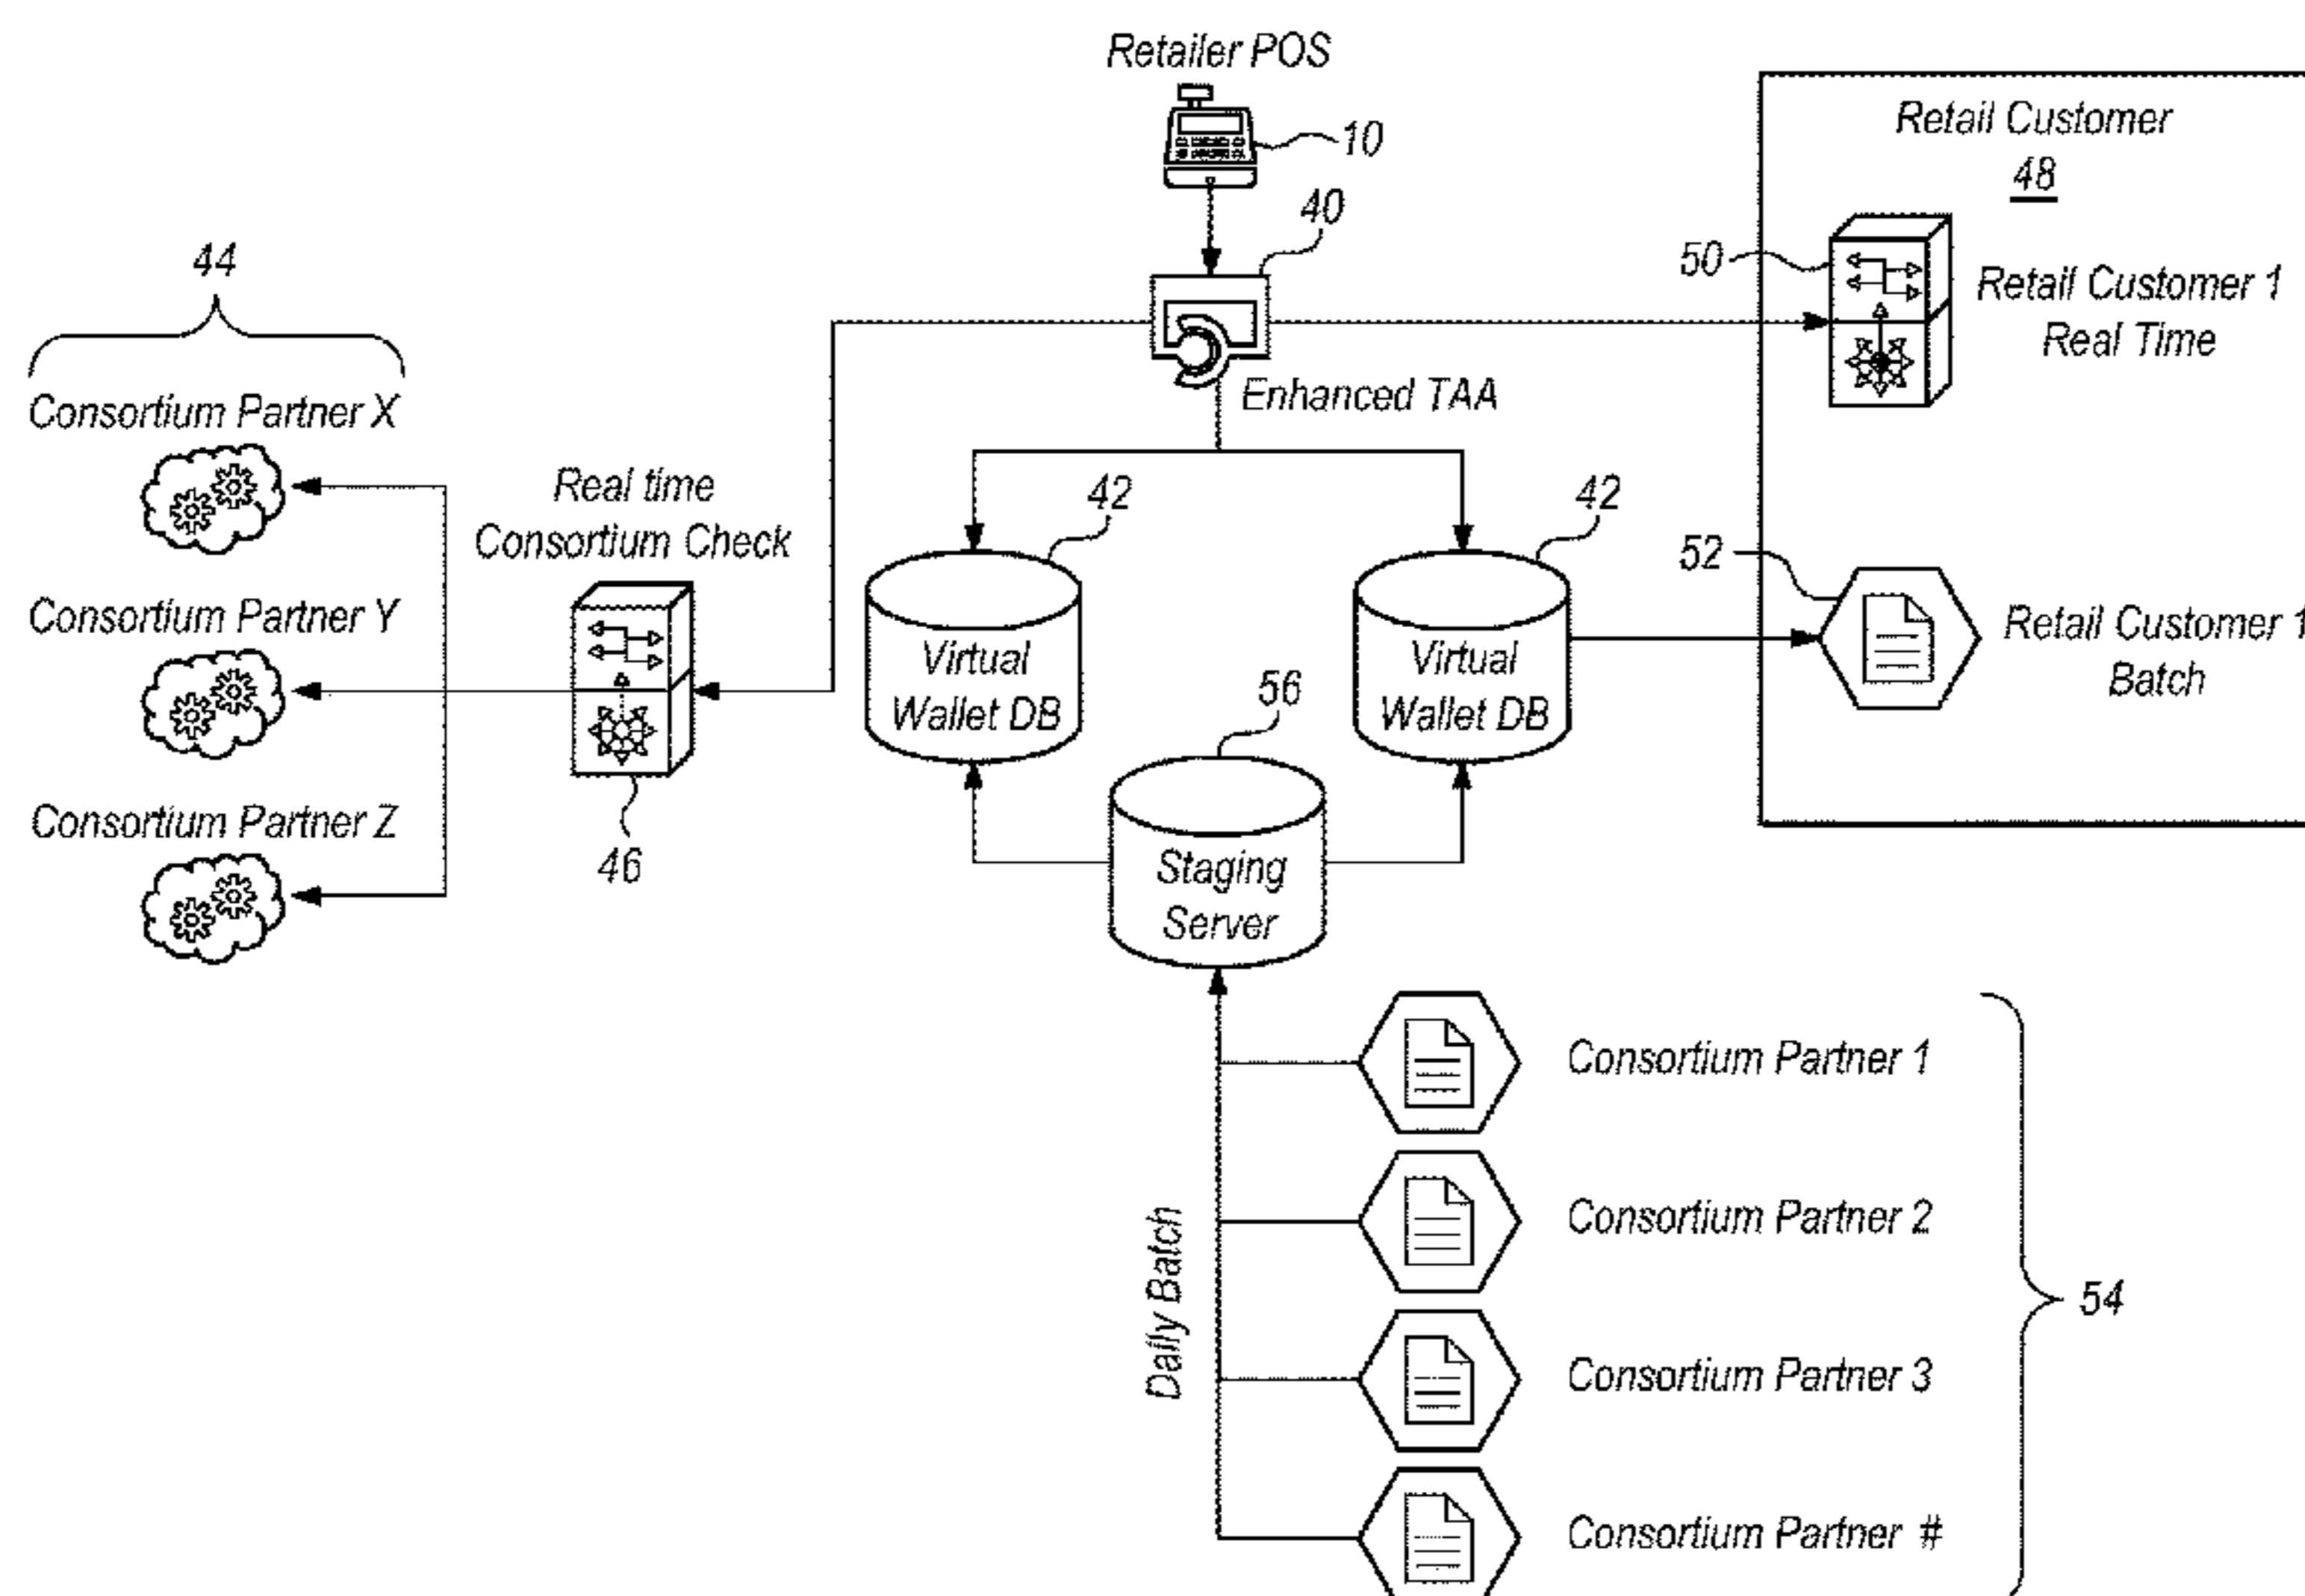 Retailer POS
10
40
Enhanced TAA
Retail Customer
48
50
Retail Customer 1
Real Time
52
Retail Customer 1
Batch
44
Consortium Partner X
Consortium Partner Y
Consortium Partner Z
Real time
Consortium Check
46
42
Virtual
Wallet DB
42
Virtual
Wallet DB
56
Staging
Server
Daily Batch
Consortium Partner 1
Consortium Partner 2
Consortium Partner 3
Consortium Partner #
54